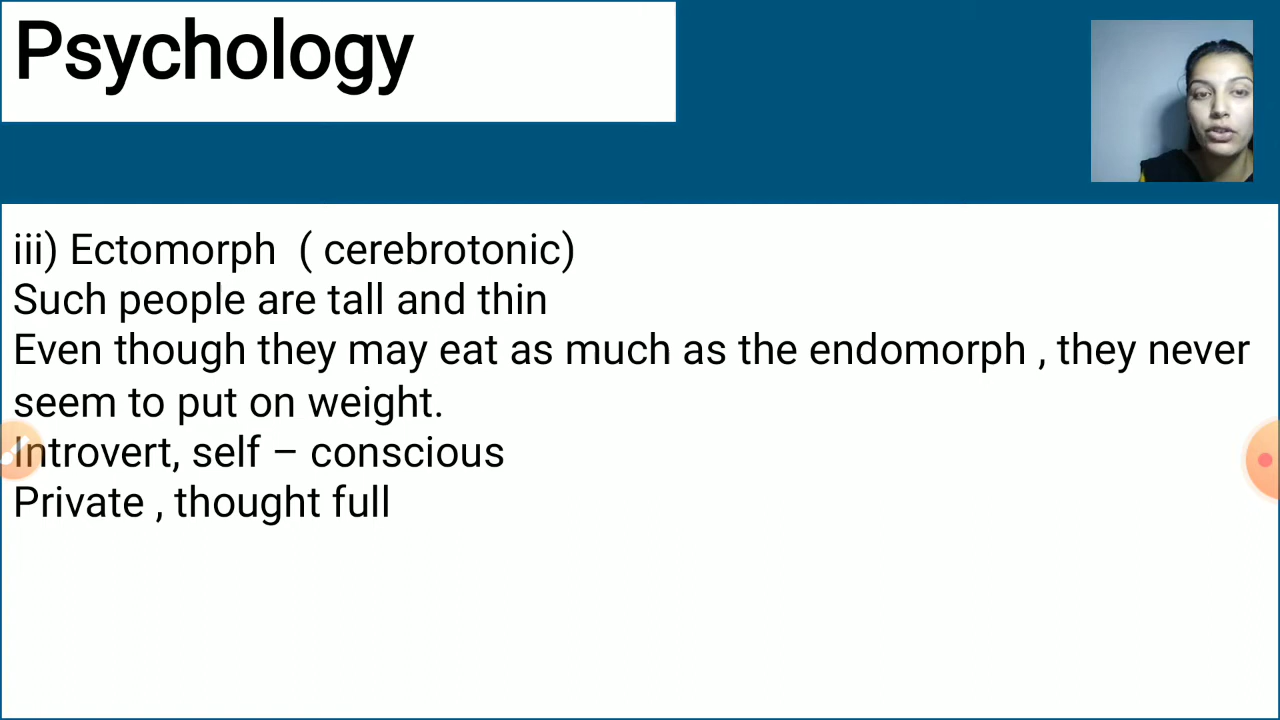 Psychology
iii) Ectomorph ( cerebrotonic)
Such people are tall and thin
Even though they may eat as much as the endomorph , they never
seem to put on weight.
Introvert, self – conscious
Private , thought full